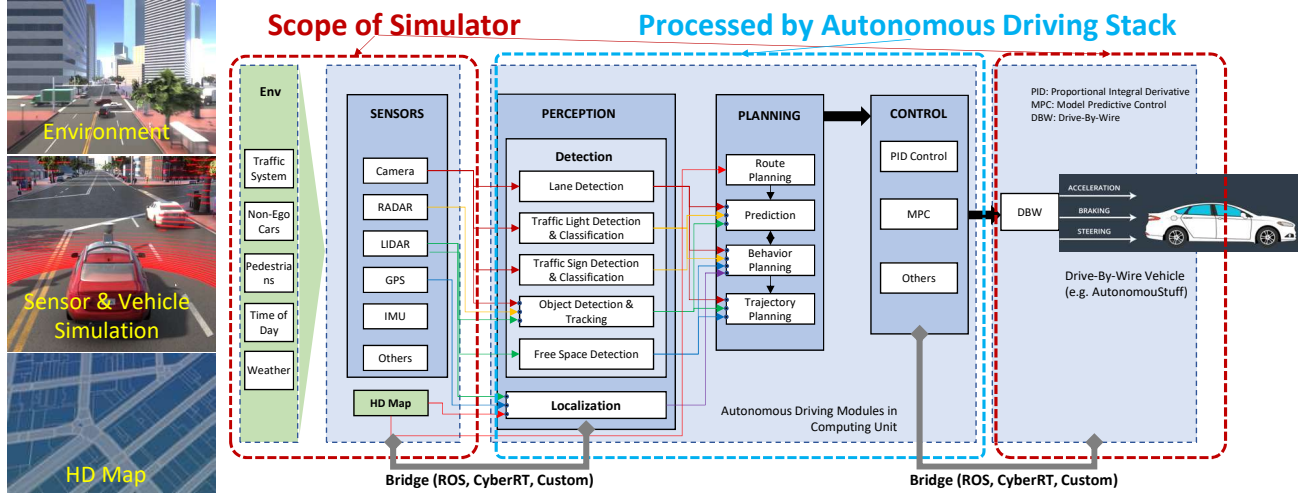 Scope of Simulator
Processed by Autonomous Driving Stack
Environment
Sensor & Vehicle
Simulation
HD Map
Env
Traffic
System
Non-Ego
Cars
Pedestria
ns
Time of
Day
Weather
SENSORS
Camera
RADAR
LIDAR
GPS
IMU
Others
HD Map
PERCEPTION
Detection
Lane Detection
Traffic Light Detection
& Classification
Traffic Sign Detection
& Classification
Object Detection &
Tracking
Free Space Detection
Localization
PLANNING
Route
Planning
Prediction
Behavior
Planning
Trajectory
Planning
CONTROL
PID Control
MPC
Others
Autonomous Driving Modules in
Computing Unit
PID: Proportional Integral Derivative
MPC: Model Predictive Control
DBW: Drive-By-Wire
DBW
ACCELERATION
BRAKING
STEERING
Drive-By-Wire Vehicle
(e.g. AutonomouStuff)
Bridge (ROS, CyberRT, Custom)
Bridge (ROS, CyberRT, Custom)